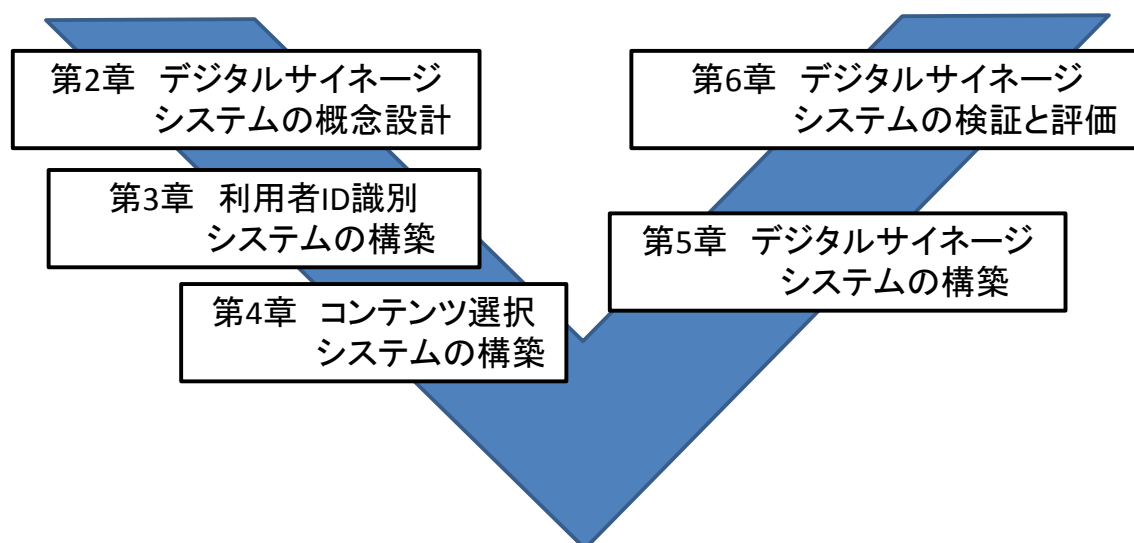 第2章 デジタルサイネージ
システムの概念設計
第3章 利用者ID識別
システムの構築
第4章 コンテンツ選択
システムの構築
第5章 デジタルサイネージ
システムの構築
第6章 デジタルサイネージ
システムの検証と評価